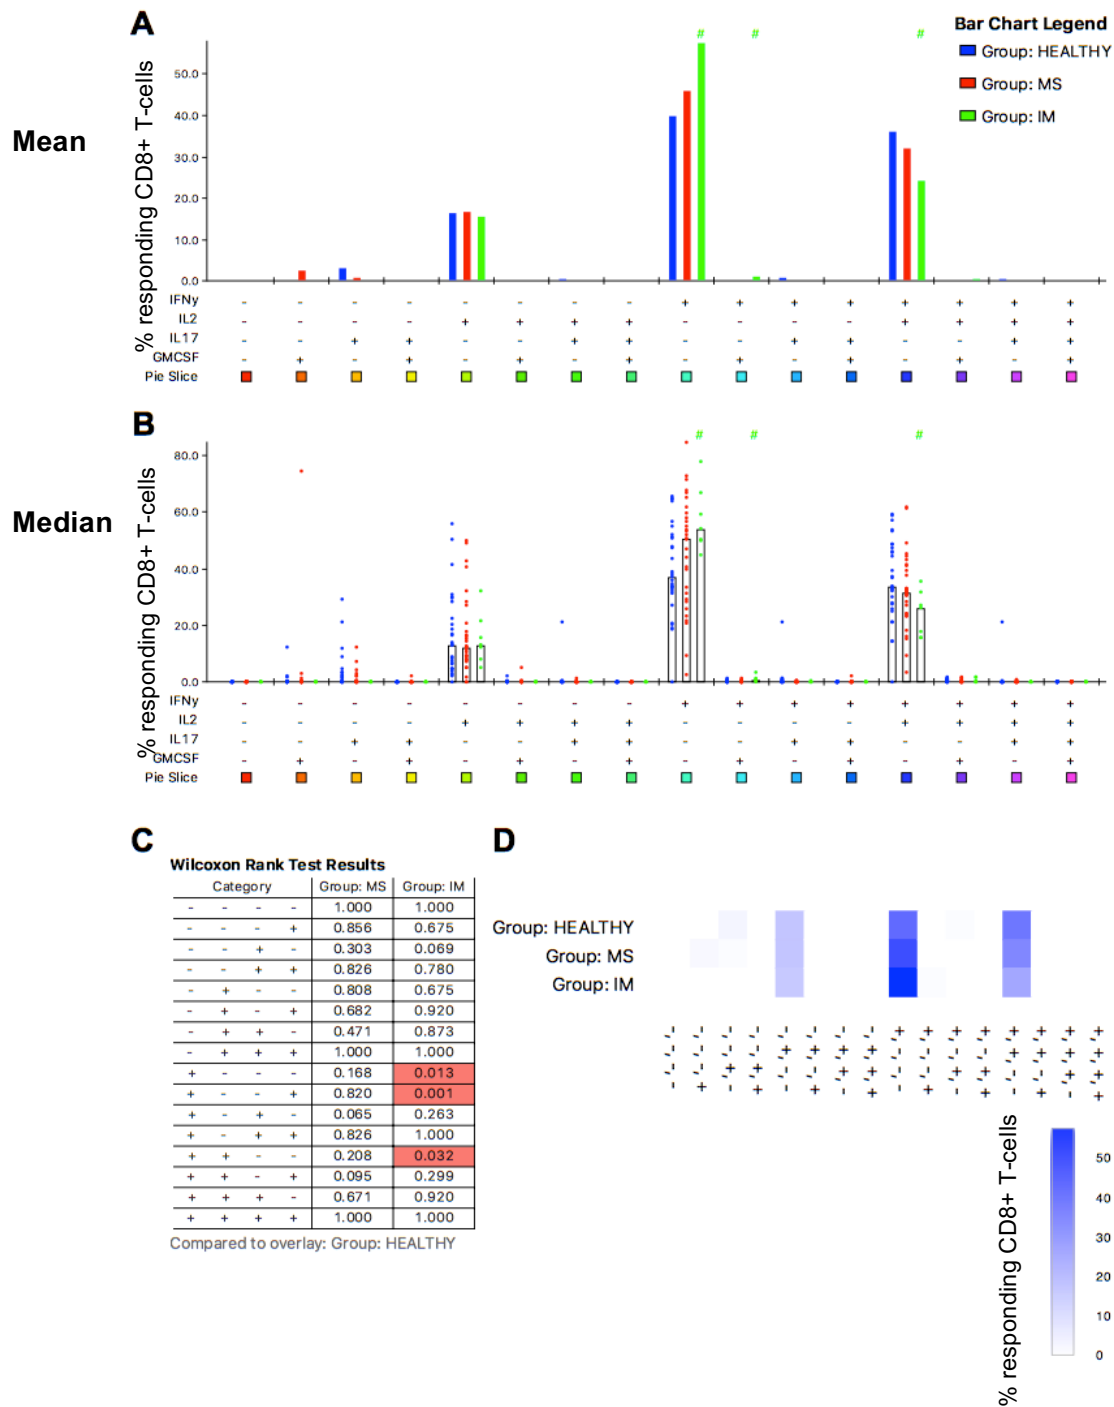 A
Bar Chart Legend
Group: HEALTHY
Group: MS
Group: IM
# # #
Mean
% responding CD8+ T-cells
50.0
40.0
30.0
20.0
10.0
0.0
IFNy - - - - - - - - + + + + + + + +
IL2 - - - - + + + + - - - - + + + +
IL17 - - + + - - + + - - + + - - + +
GMCSF - + - + - + - + - + - + - + - +
Pie Slice
B
# # #
Median
% responding CD8+ T-cells
80.0
60.0
40.0
20.0
0.0
IFNy - - - - - - - - + + + + + + + +
IL2 - - - - + + + + - - - - + + + +
IL17 - - + + - - + + - - + + - - + +
GMCSF - + - + - + - + - + - + - + - +
Pie Slice
C
Wilcoxon Rank Test Results
Category Group: MS Group: IM
- - - - 1.000 1.000
- - - + 0.856 0.675
- - + - 0.303 0.069
- - + + 0.826 0.780
- + - - 0.808 0.675
- + - + 0.682 0.920
- + + - 0.471 0.873
- + + + 1.000 1.000
+ - - - 0.168 0.013
+ - - + 0.820 0.001
+ - + - 0.065 0.263
+ - + + 0.826 1.000
+ + - - 0.208 0.032
+ + - + 0.095 0.299
+ + + - 0.671 0.920
+ + + + 1.000 1.000
Compared to overlay: Group: HEALTHY
D
Group: HEALTHY
Group: MS
Group: IM
-,-,-,-
-,-,-,+
-,-,+,-
-,-,+,+
-,+,-,-
-,+,-,+
-,+,+,-
-,+,+,+
+,-,-,-
+,-,-,+
+,-,+,-
+,-,+,+
+,+,-,-
+,+,-,+
+,+,+,-
+,+,+,+
% responding CD8+ T-cells
50
40
30
20
10
0